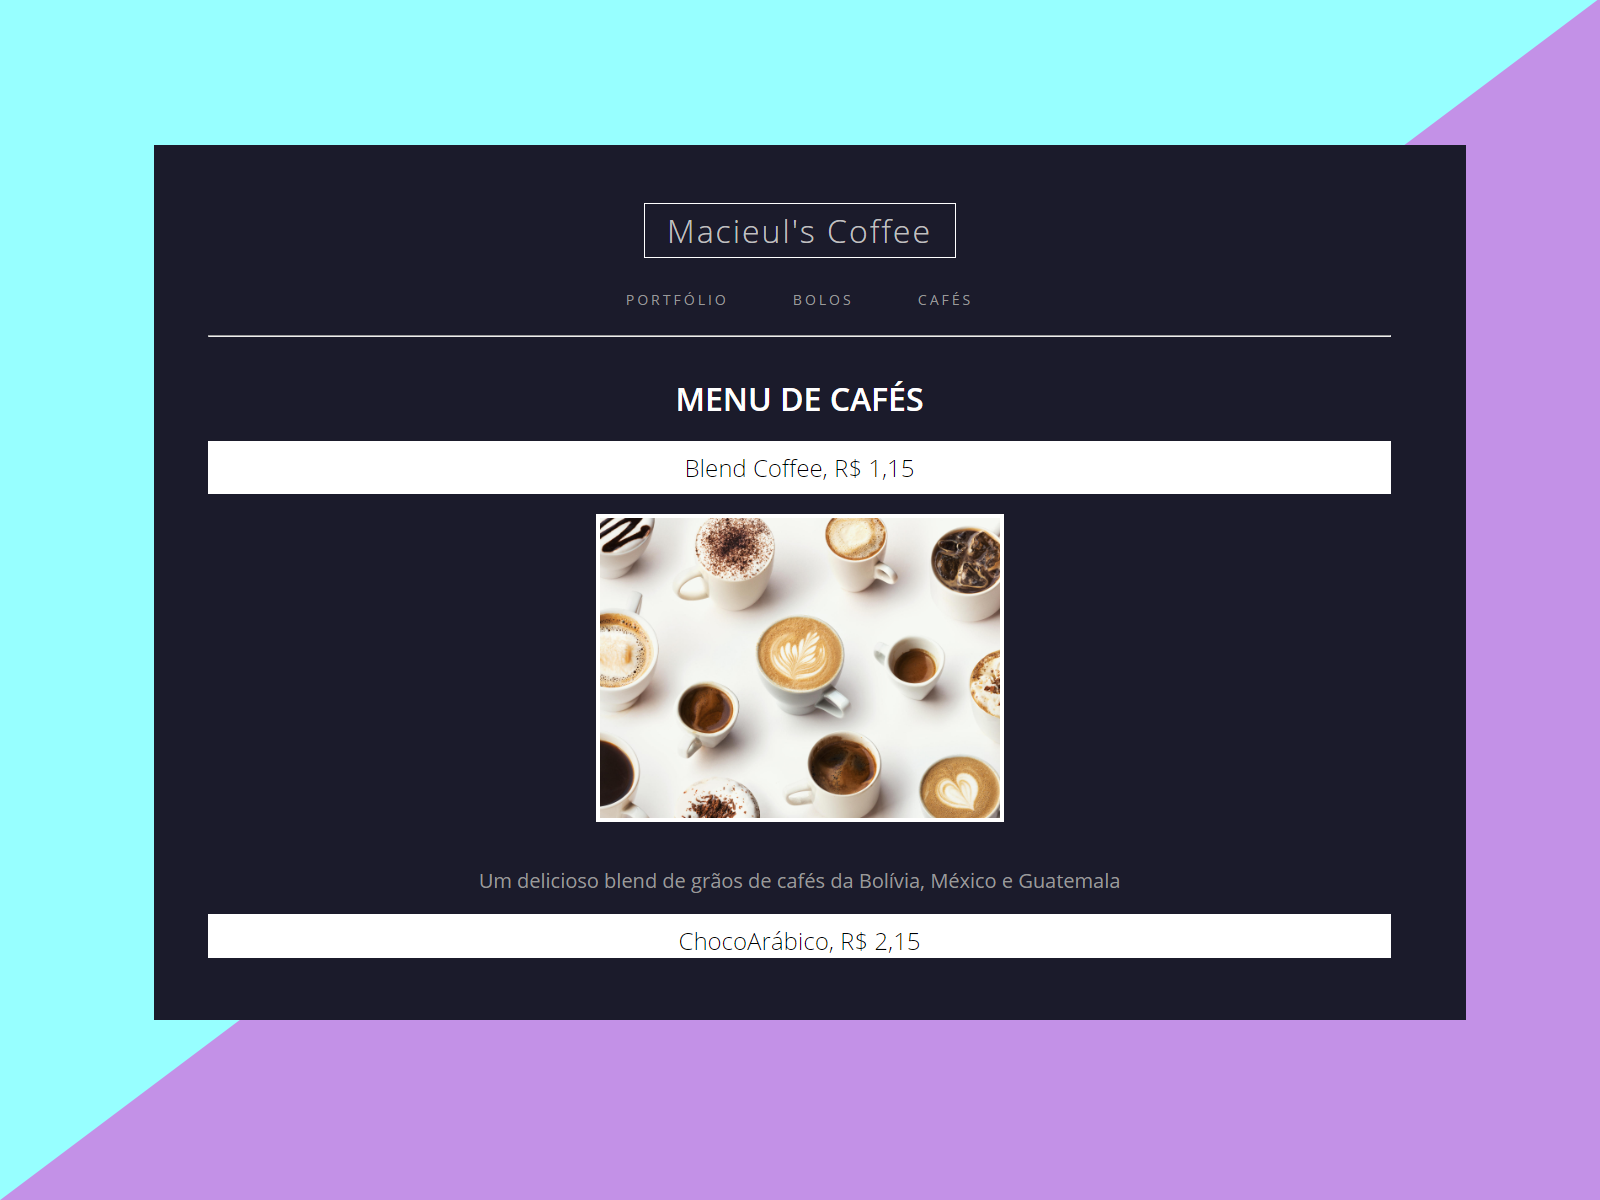 Macieul's Coffee
PORTFÓLIO BOLOS CAFÉS
MENU DE CAFÉS
Blend Coffee, R$ 1,15
Um delicioso blend de grãos de cafés da Bolívia, México e Guatemala
ChocoArábico, R$ 2,15